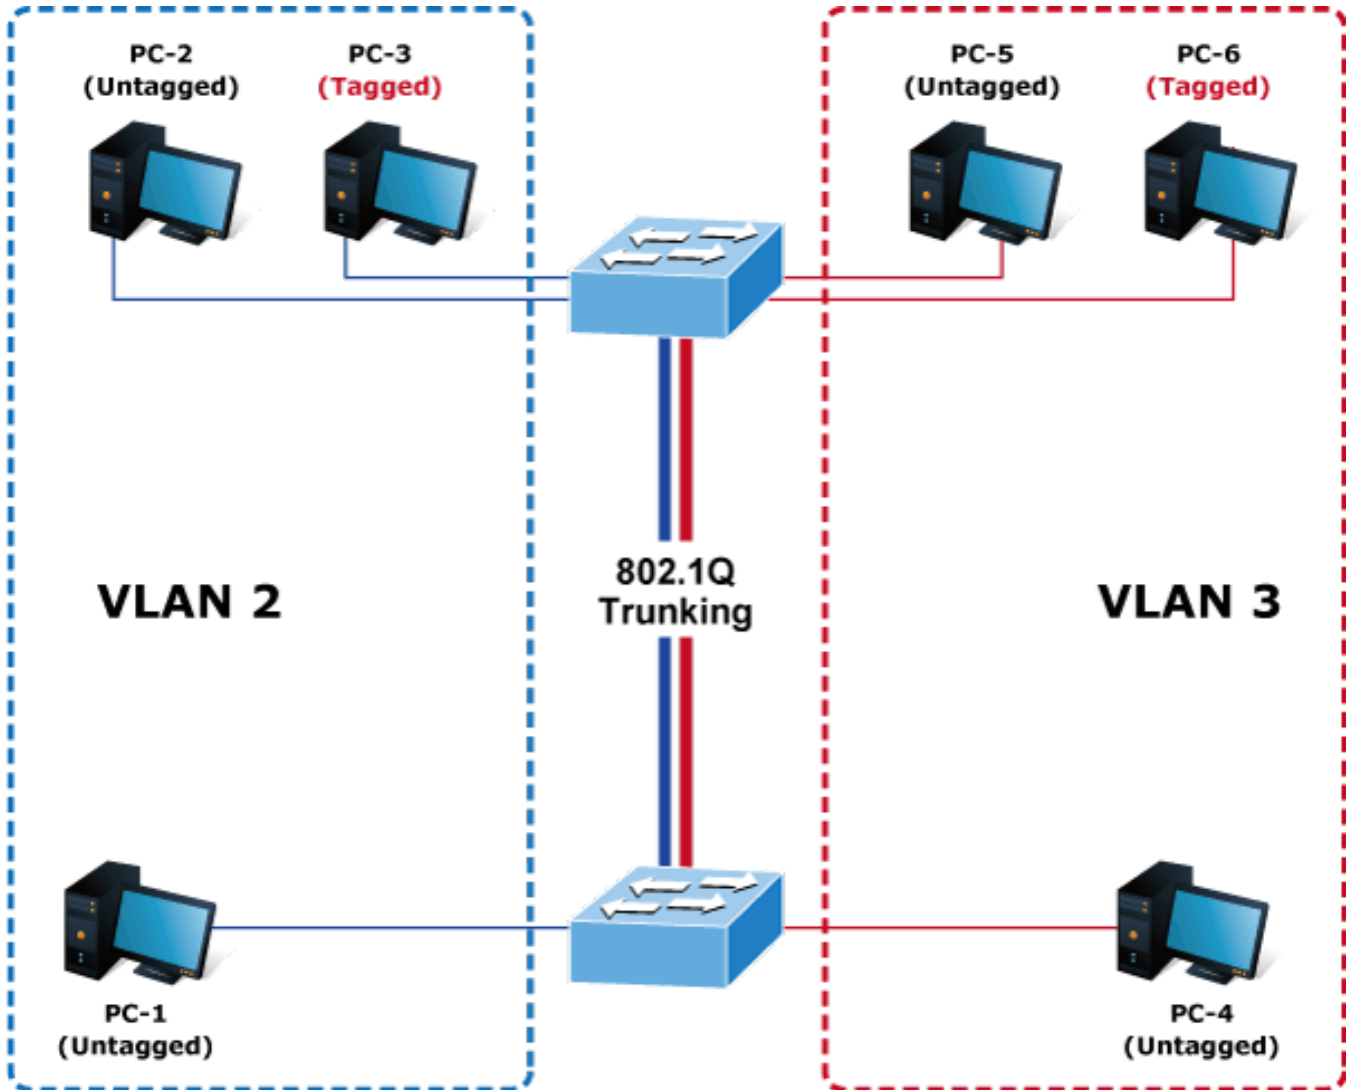 PC-2
(Untagged)
PC-3
(Tagged)
PC-5
(Untagged)
PC-6
(Tagged)
802.1Q
Trunking
VLAN 2
VLAN 3
PC-1
(Untagged)
PC-4
(Untagged)